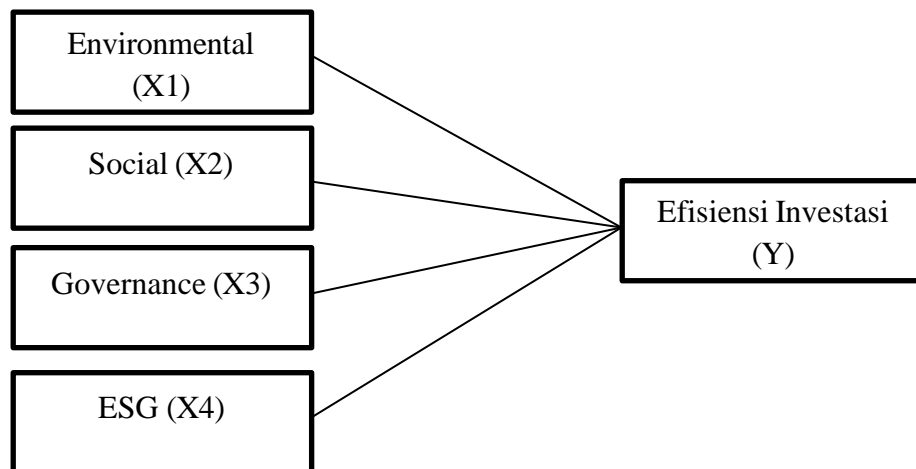 Environmental
(X1)
Social (X2)
Governance (X3)
ESG (X4)
Efisiensi Investasi
(Y)